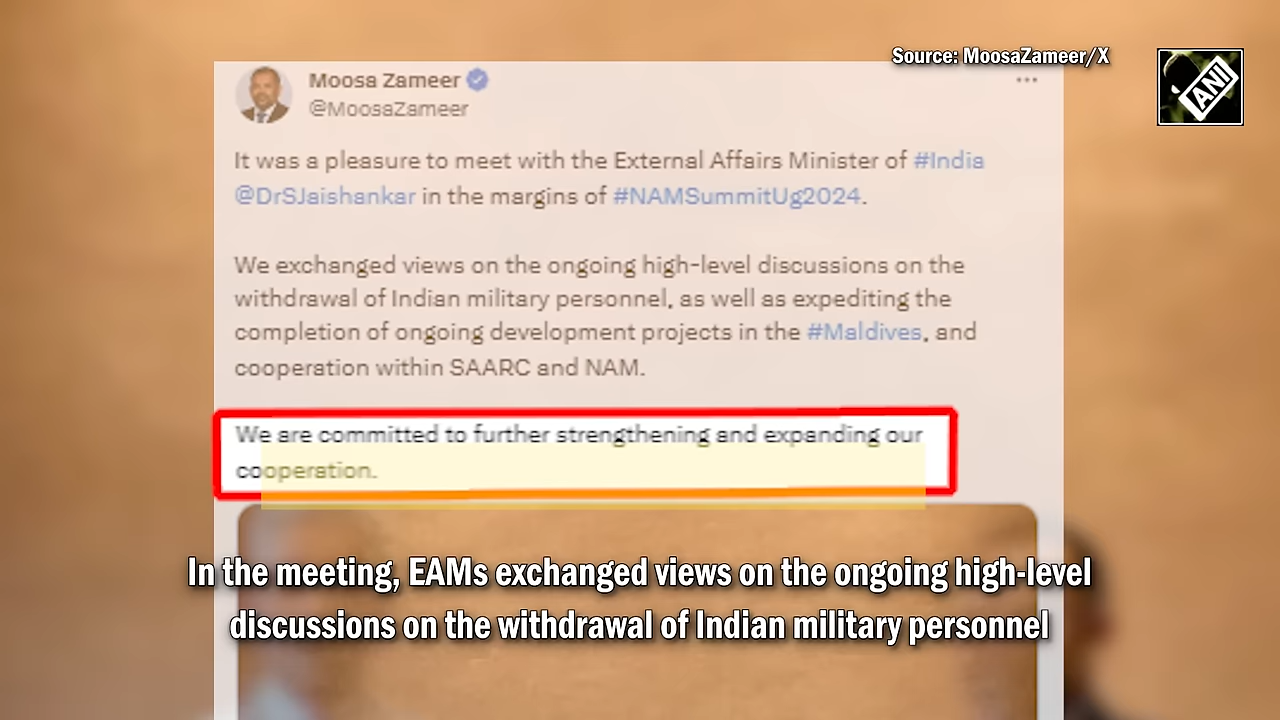 Source: MoosaZameer/X
ANI
Moosa Zameer
@MoosaZameer
It was a pleasure to meet with the External Affairs Minister of #India
@DrSJaishankar in the margins of #NAMSummitUg2024.
We exchanged views on the ongoing high-level discussions on the
withdrawal of Indian military personnel, as well as expediting the
completion of ongoing development projects in the #Maldives, and
cooperation within SAARC and NAM.
We are committed to further strengthening and expanding our
cooperation.
In the meeting, EAMs exchanged views on the ongoing high-level
discussions on the withdrawal of Indian military personnel